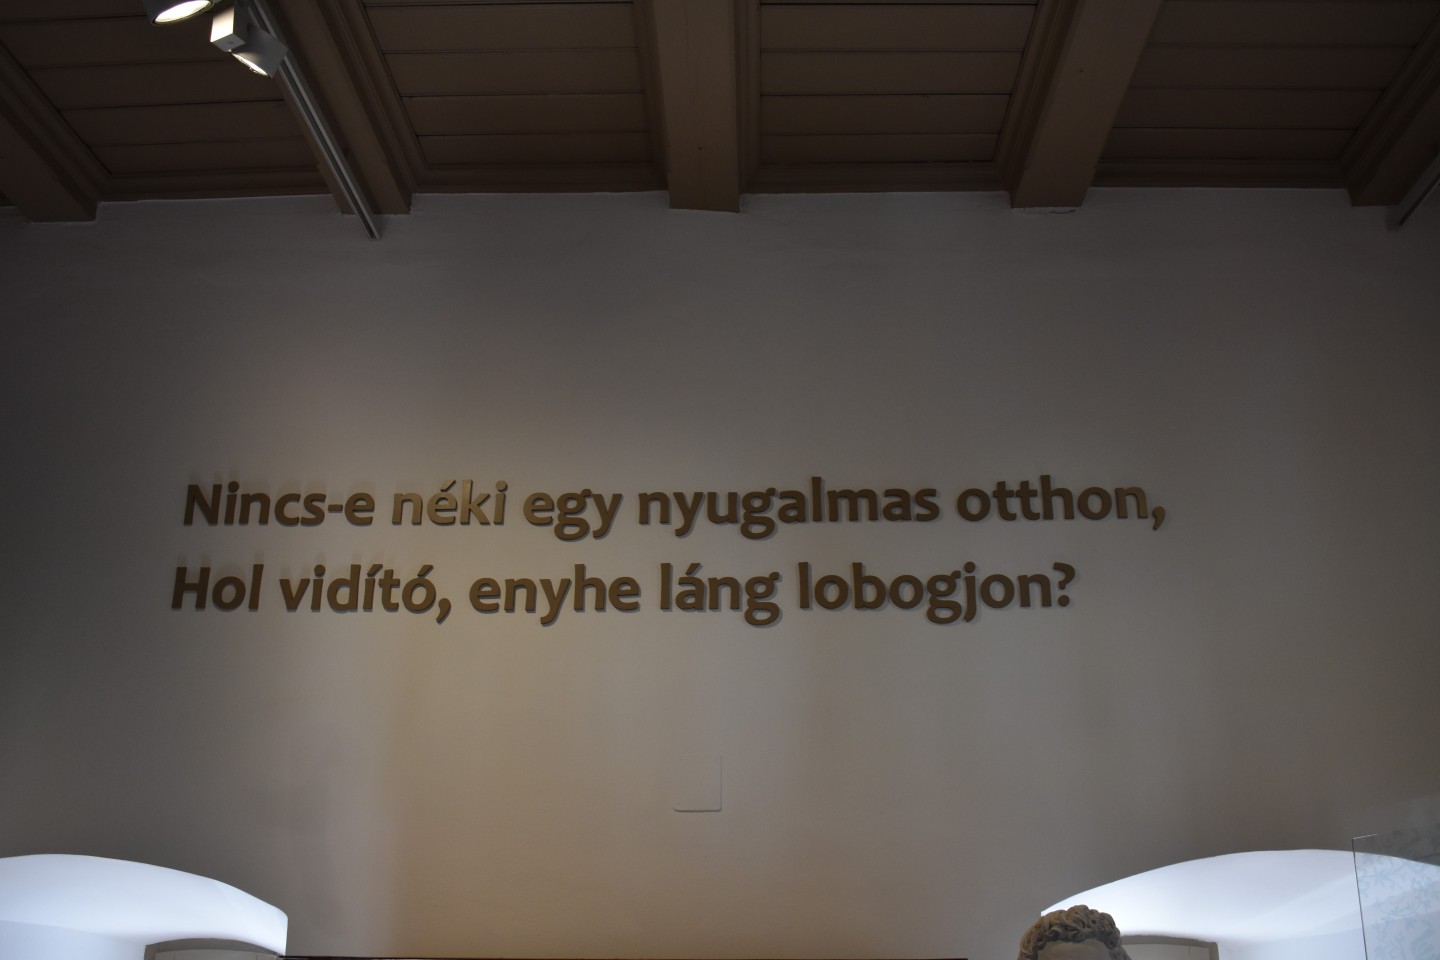 Nincs-e néki egy nyugalmas otthon,
Hol vidító, enyhe láng lobogjon?